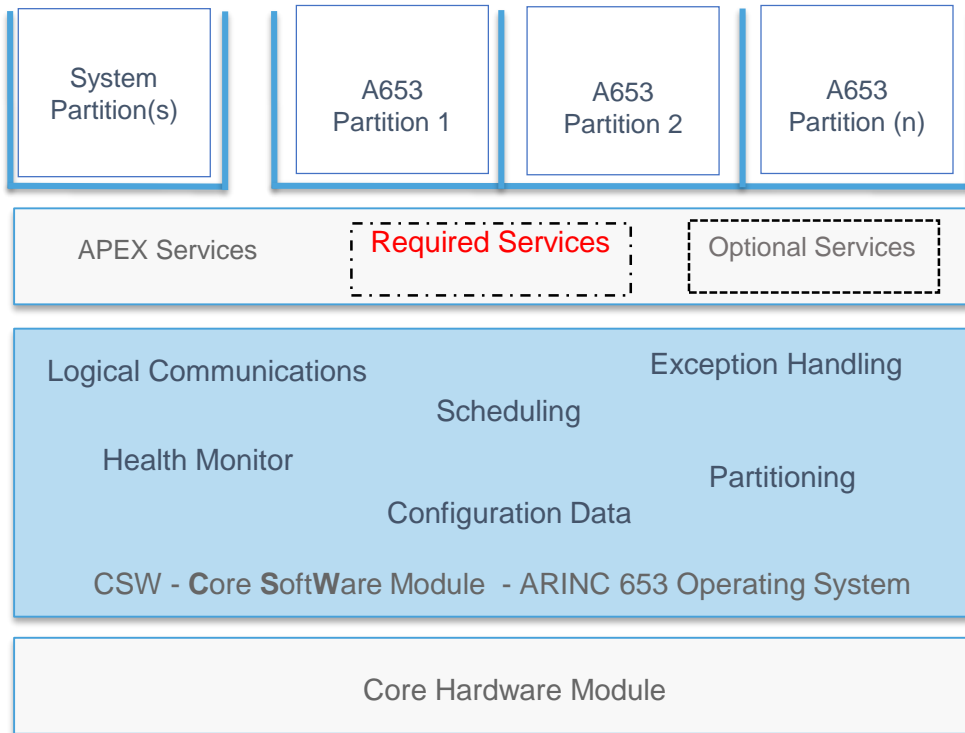 System
Partition(s)
A653
Partition 1
A653
Partition 2
A653
Partition (n)
APEX Services
Required Services
Optional Services
Logical Communications
Exception Handling
Scheduling
Health Monitor
Partitioning
Configuration Data
CSW - Core SoftWare Module - ARINC 653 Operating System
Core Hardware Module